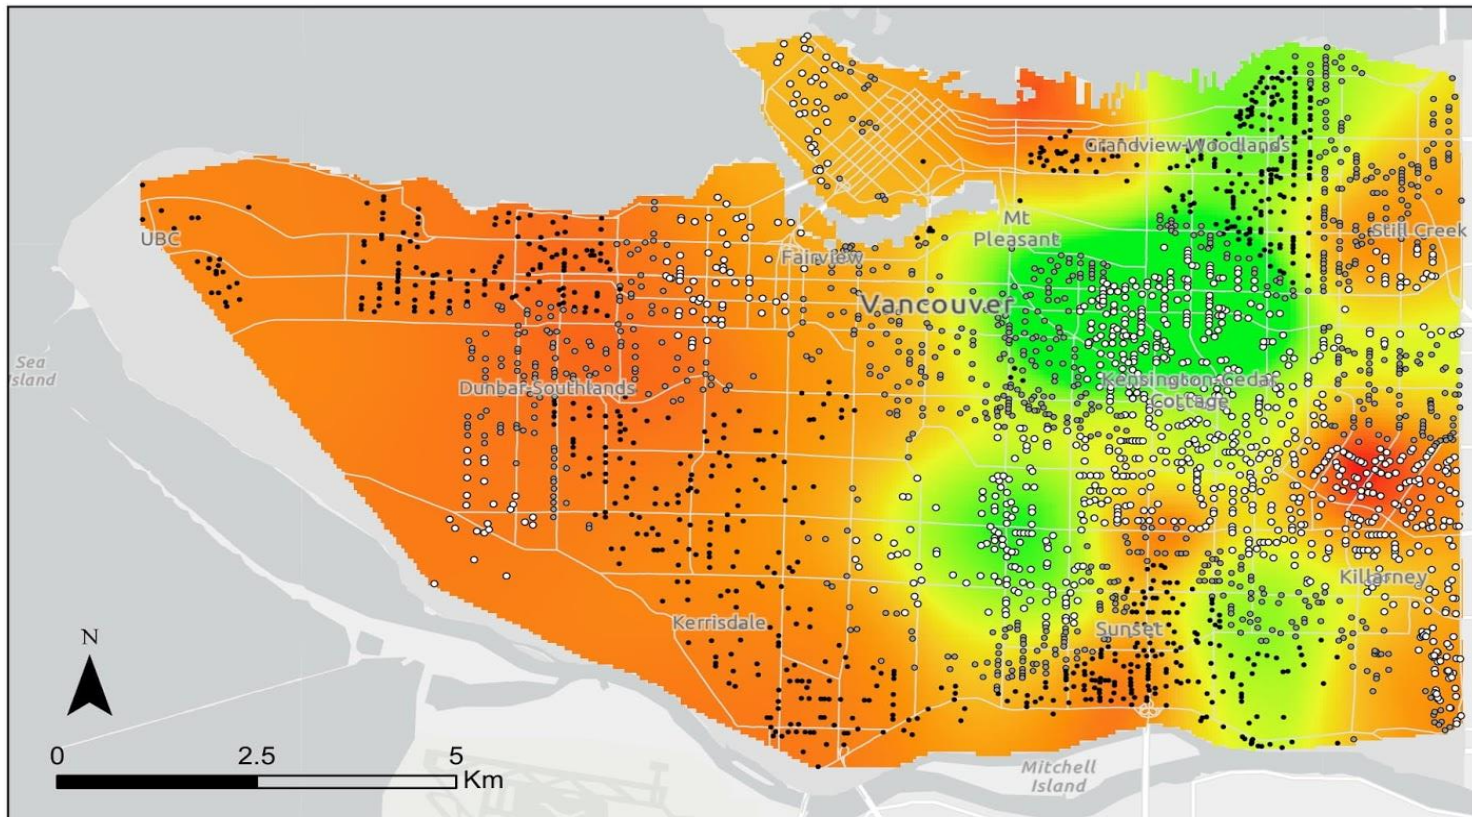 Grandview-Woodlands
Mt
Pleasant
Still Creek
UBC
Fairview
Vancouver
Sea
Island
Dunbar-Southlands
Kensington-Cedar
Cottage
Killarney
Kerrisdale
Sunset
N
0 2.5 5
Km
Mitchell
Island